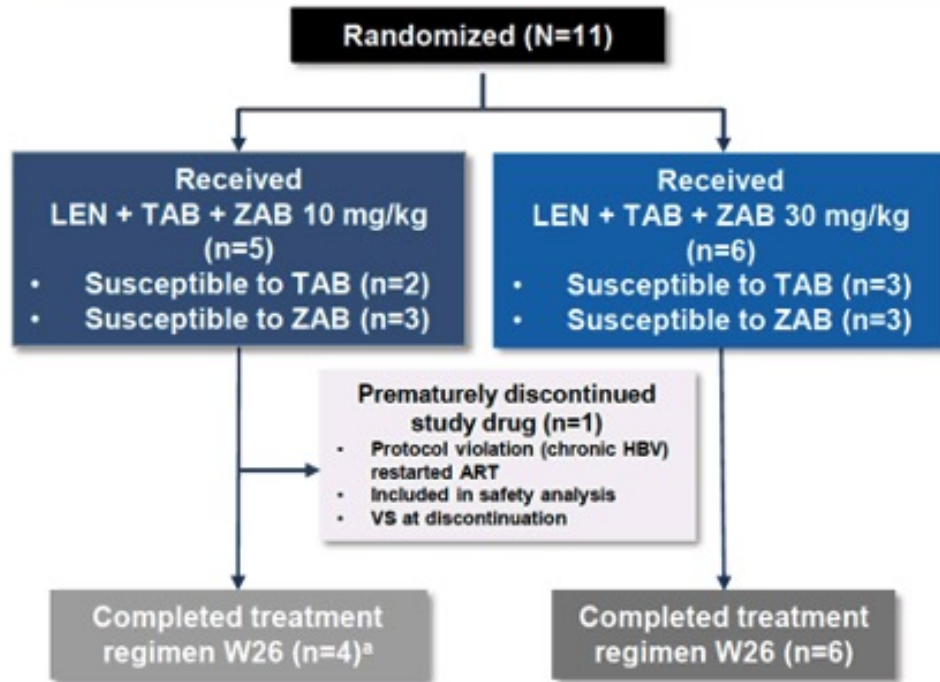 Randomized (N=11)
Received
LEN + TAB + ZAB 10 mg/kg
(n=5)
• Susceptible to TAB (n=2)
• Susceptible to ZAB (n=3)
Received
LEN + TAB + ZAB 30 mg/kg
(n=6)
• Susceptible to TAB (n=3)
• Susceptible to ZAB (n=3)
Prematurely discontinued
study drug (n=1)
• Protocol violation (chronic HBV)
restarted ART
• Included in safety analysis
• VS at discontinuation
Completed treatment
regimen W26 (n=4)ᵃ
Completed treatment
regimen W26 (n=6)